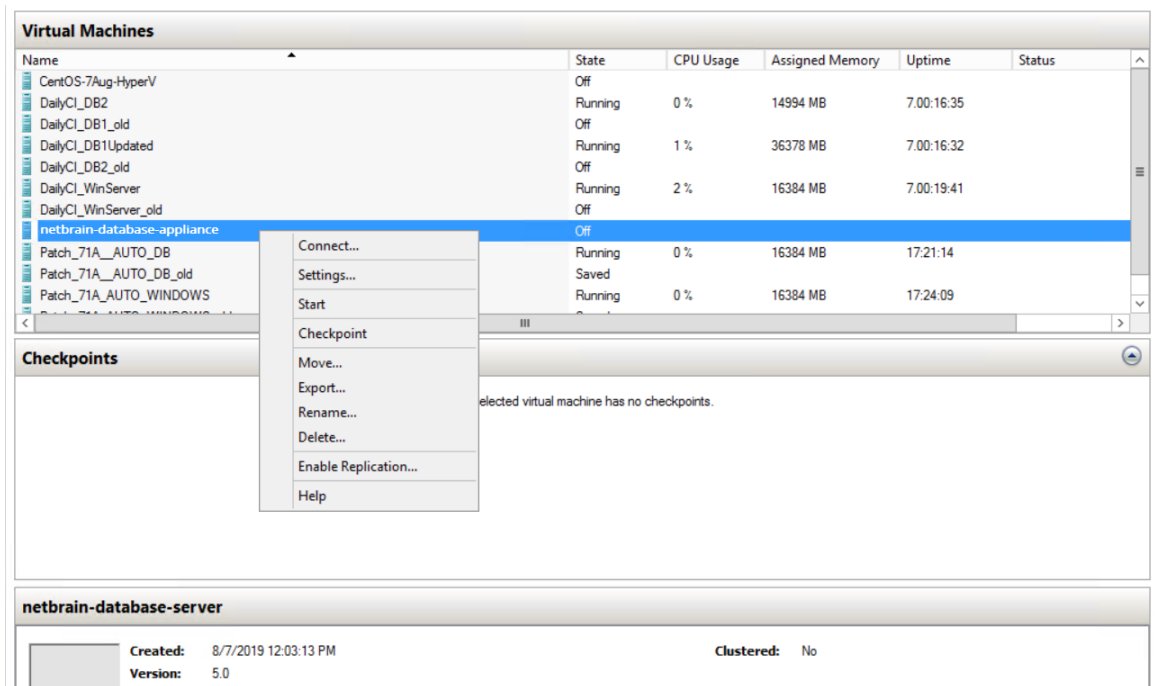 Virtual Machines
Name State CPU Usage Assigned Memory Uptime Status
CentOS-7Aug-HyperV Off
DailyCI_DB2 Running 0 % 14994 MB 7.00:16:35
DailyCI_DB1_old Off
DailyCI_DB1Updated Running 1 % 36378 MB 7.00:16:32
DailyCI_DB2_old Off
DailyCI_WinServer Running 2 % 16384 MB 7.00:19:41
DailyCI_WinServer_old Off
netbrain-database-appliance Off
Patch_71A__AUTO_DB Running 0 % 16384 MB 17:21:14
Patch_71A__AUTO_DB_old Saved
Patch_71A_AUTO_WINDOWS Running 0 % 16384 MB 17:24:09
Connect...
Settings...
Start
Checkpoint
Move...
Export...
Rename...
Delete...
Enable Replication...
Help
Checkpoints
elected virtual machine has no checkpoints.
netbrain-database-server
Created: 8/7/2019 12:03:13 PM Clustered: No
Version: 5.0